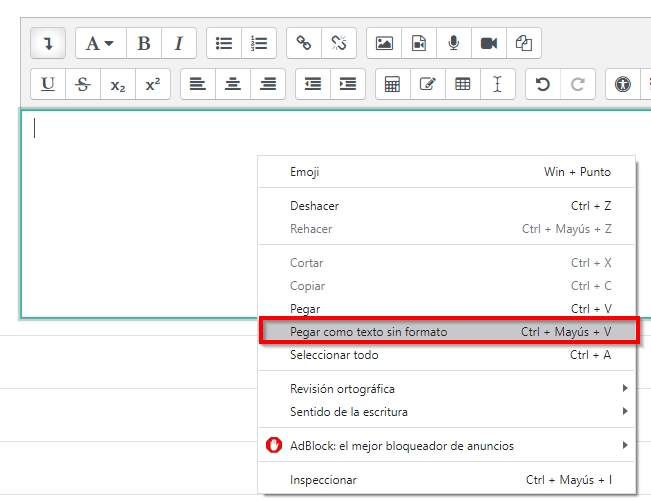 A B I
U S x₂ x²
Emoji Win + Punto
Deshacer Ctrl + Z
Rehacer Ctrl + Mayús + Z
Cortar Ctrl + X
Copiar Ctrl + C
Pegar Ctrl + V
Pegar como texto sin formato Ctrl + Mayús + V
Seleccionar todo Ctrl + A
Revisión ortográfica
Sentido de la escritura
AdBlock: el mejor bloqueador de anuncios
Inspeccionar Ctrl + Mayús + I